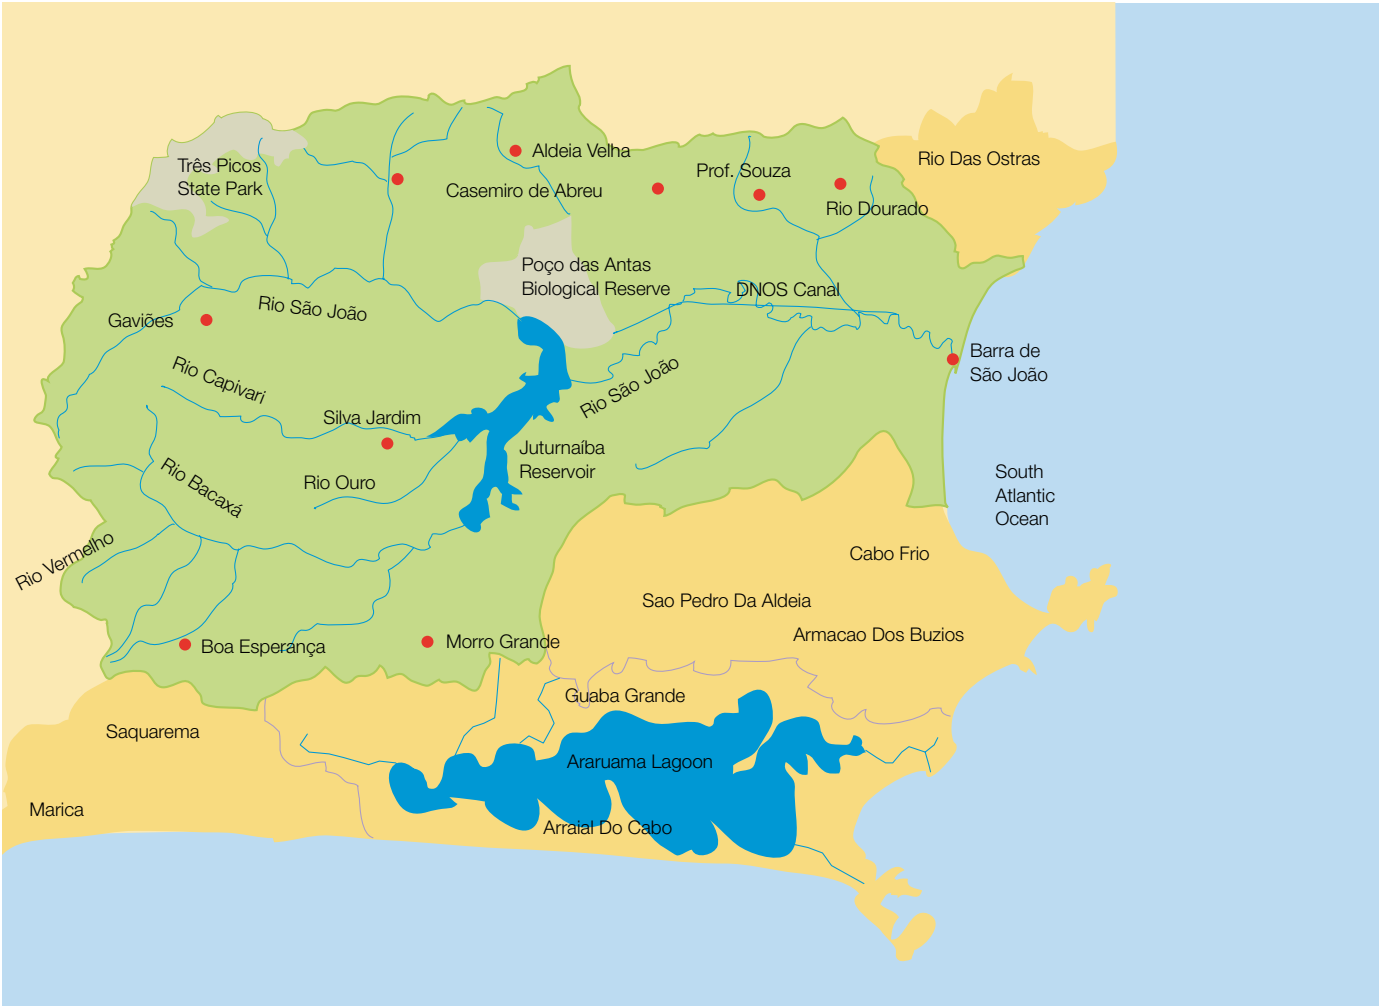 Aldeia Velha
Rio Das Ostras
Três Picos
State Park
Prof. Souza
Casemiro de Abreu
Rio Dourado
Poço das Antas
Biological Reserve
DNOS Canal
Rio São João
Gaviões
Barra de
São João
Rio Capivari
Rio São João
Silva Jardim
Juturnaíba
Reservoir
Rio Ouro
Rio Bacaxá
South
Atlantic
Ocean
Rio Vermelho
Cabo Frio
Sao Pedro Da Aldeia
Armacao Dos Buzios
Boa Esperança
Morro Grande
Guaba Grande
Saquarema
Araruama Lagoon
Marica
Arraial Do Cabo